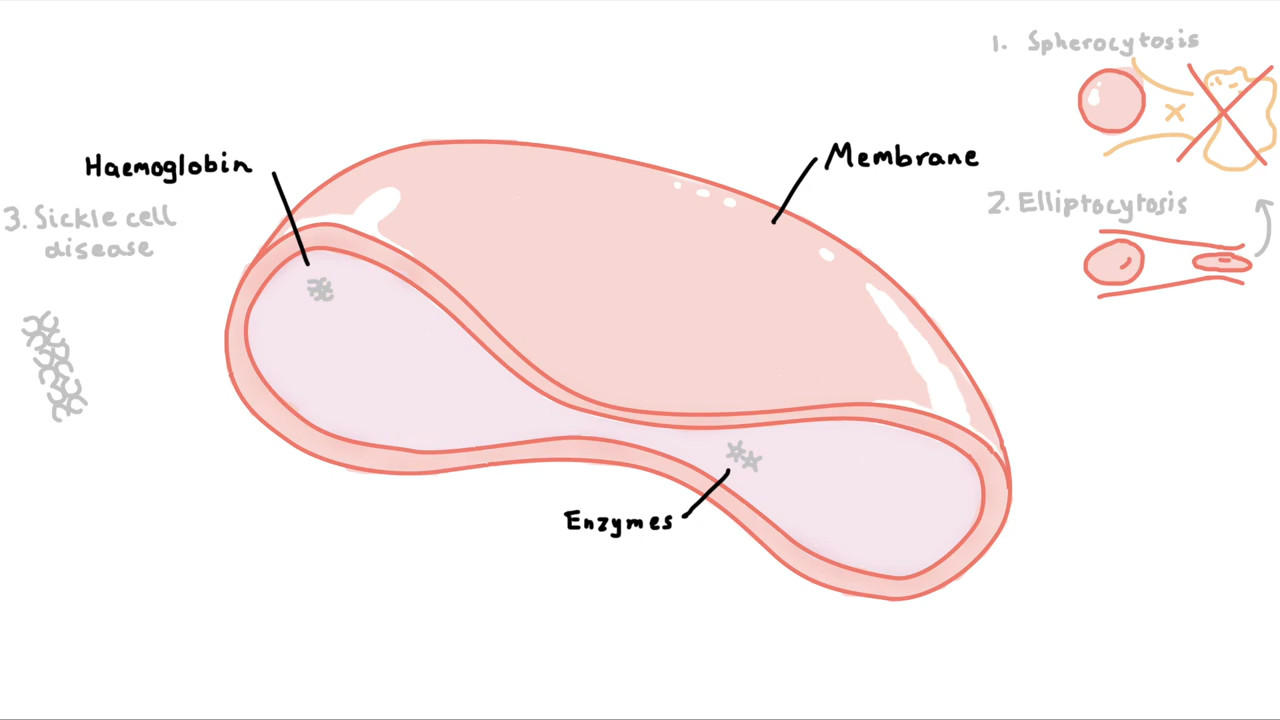 1. Spherocytosis
Haemoglobin
Membrane
3. Sickle cell
disease
2. Elliptocytosis
Enzymes